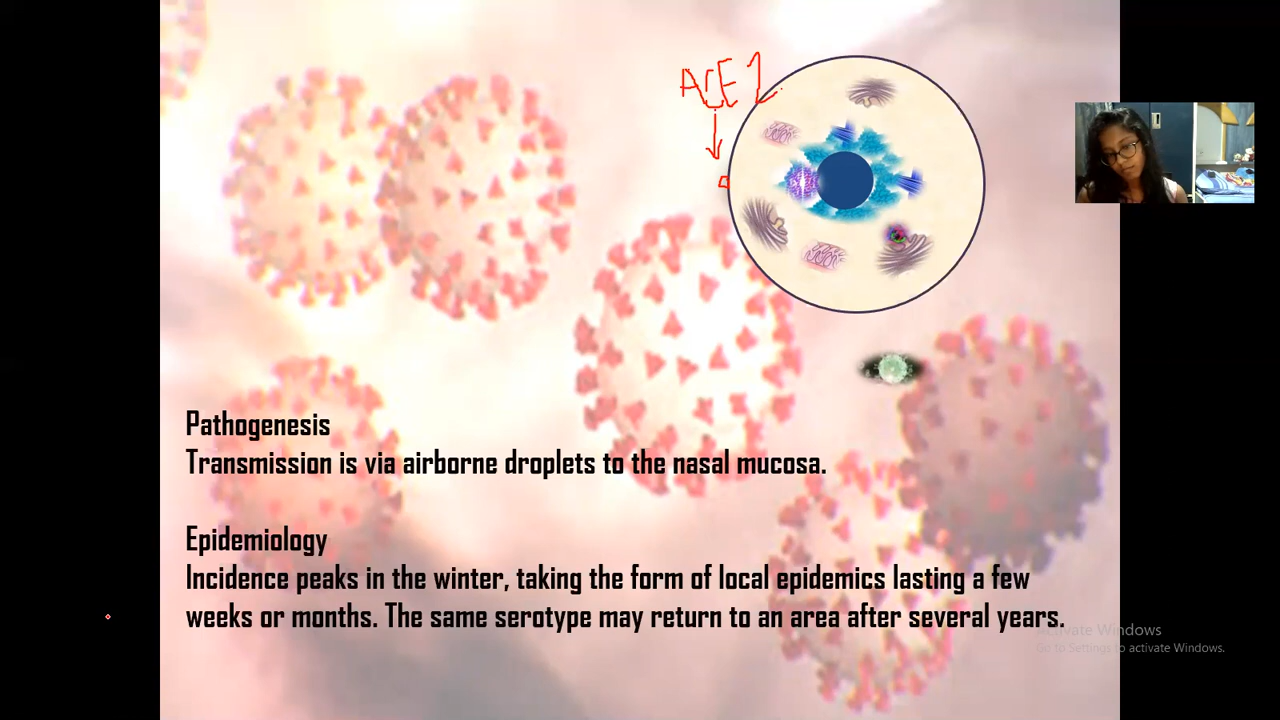 ACE 2
Pathogenesis
Transmission is via airborne droplets to the nasal mucosa.
Epidemiology
Incidence peaks in the winter, taking the form of local epidemics lasting a few
weeks or months. The same serotype may return to an area after several years.
Activate Windows
Go to Settings to activate Windows.